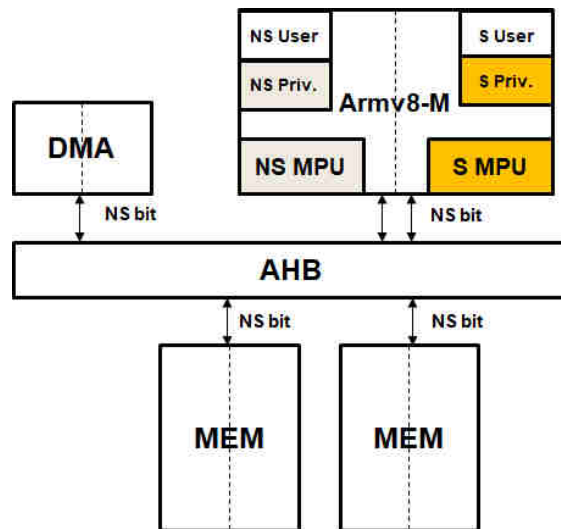 NS User
S User
NS Priv.
S Priv.
Armv8-M
DMA
NS MPU
S MPU
NS bit
NS bit
AHB
NS bit
NS bit
MEM
MEM